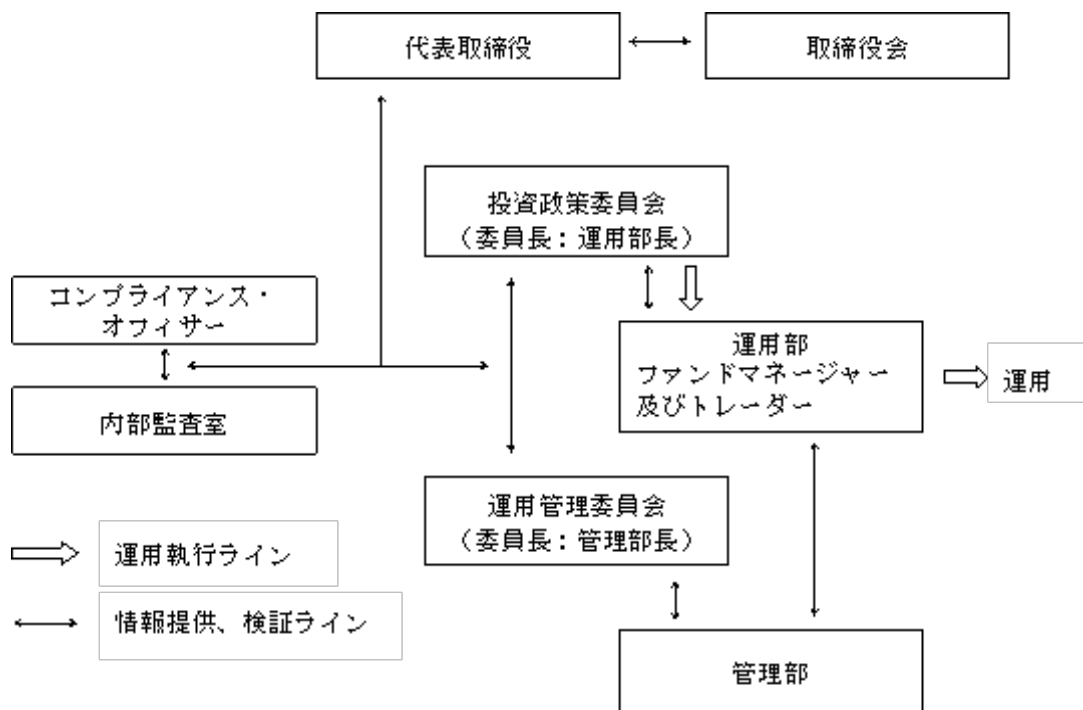 代表取締役
取締役会
投資政策委員会
（委員長：運用部長）
コンプライアンス・
オフィサー
運用部
ファンドマネージャー
及びトレーダー
運用
内部監査室
運用管理委員会
（委員長：管理部長）
運用執行ライン
情報提供、検証ライン
管理部